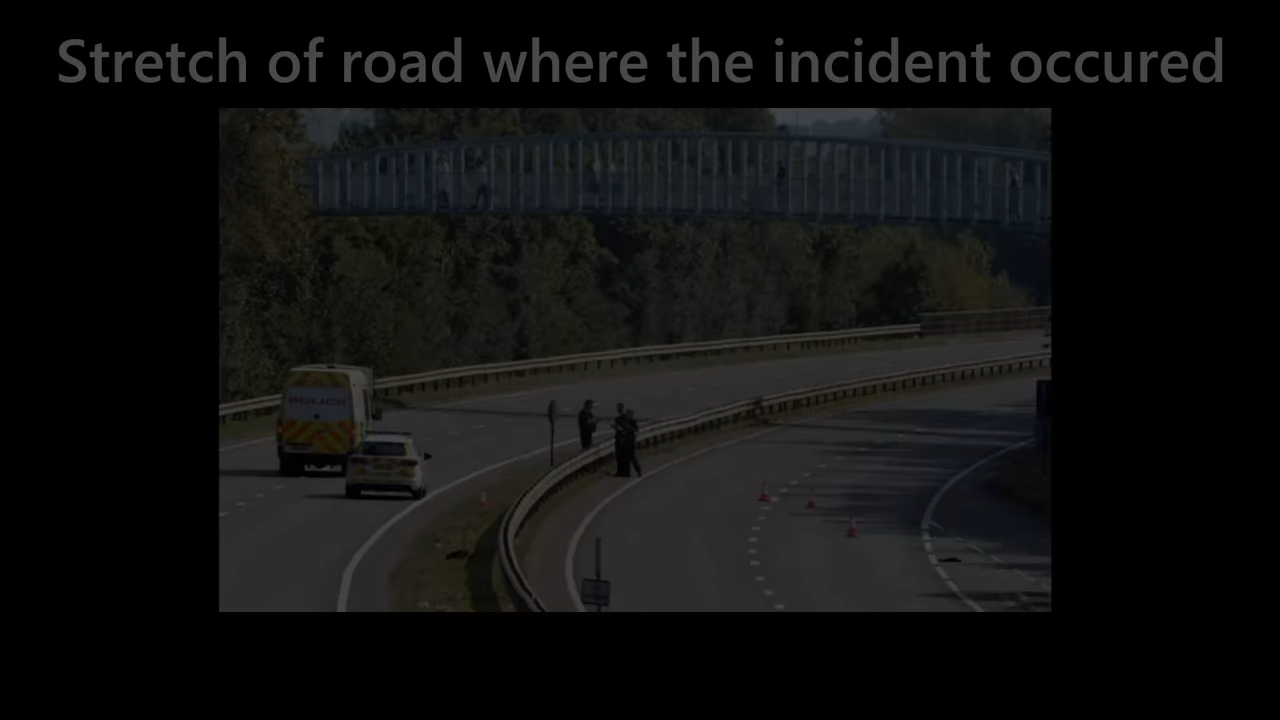 Stretch of road where the incident occured
POLICE